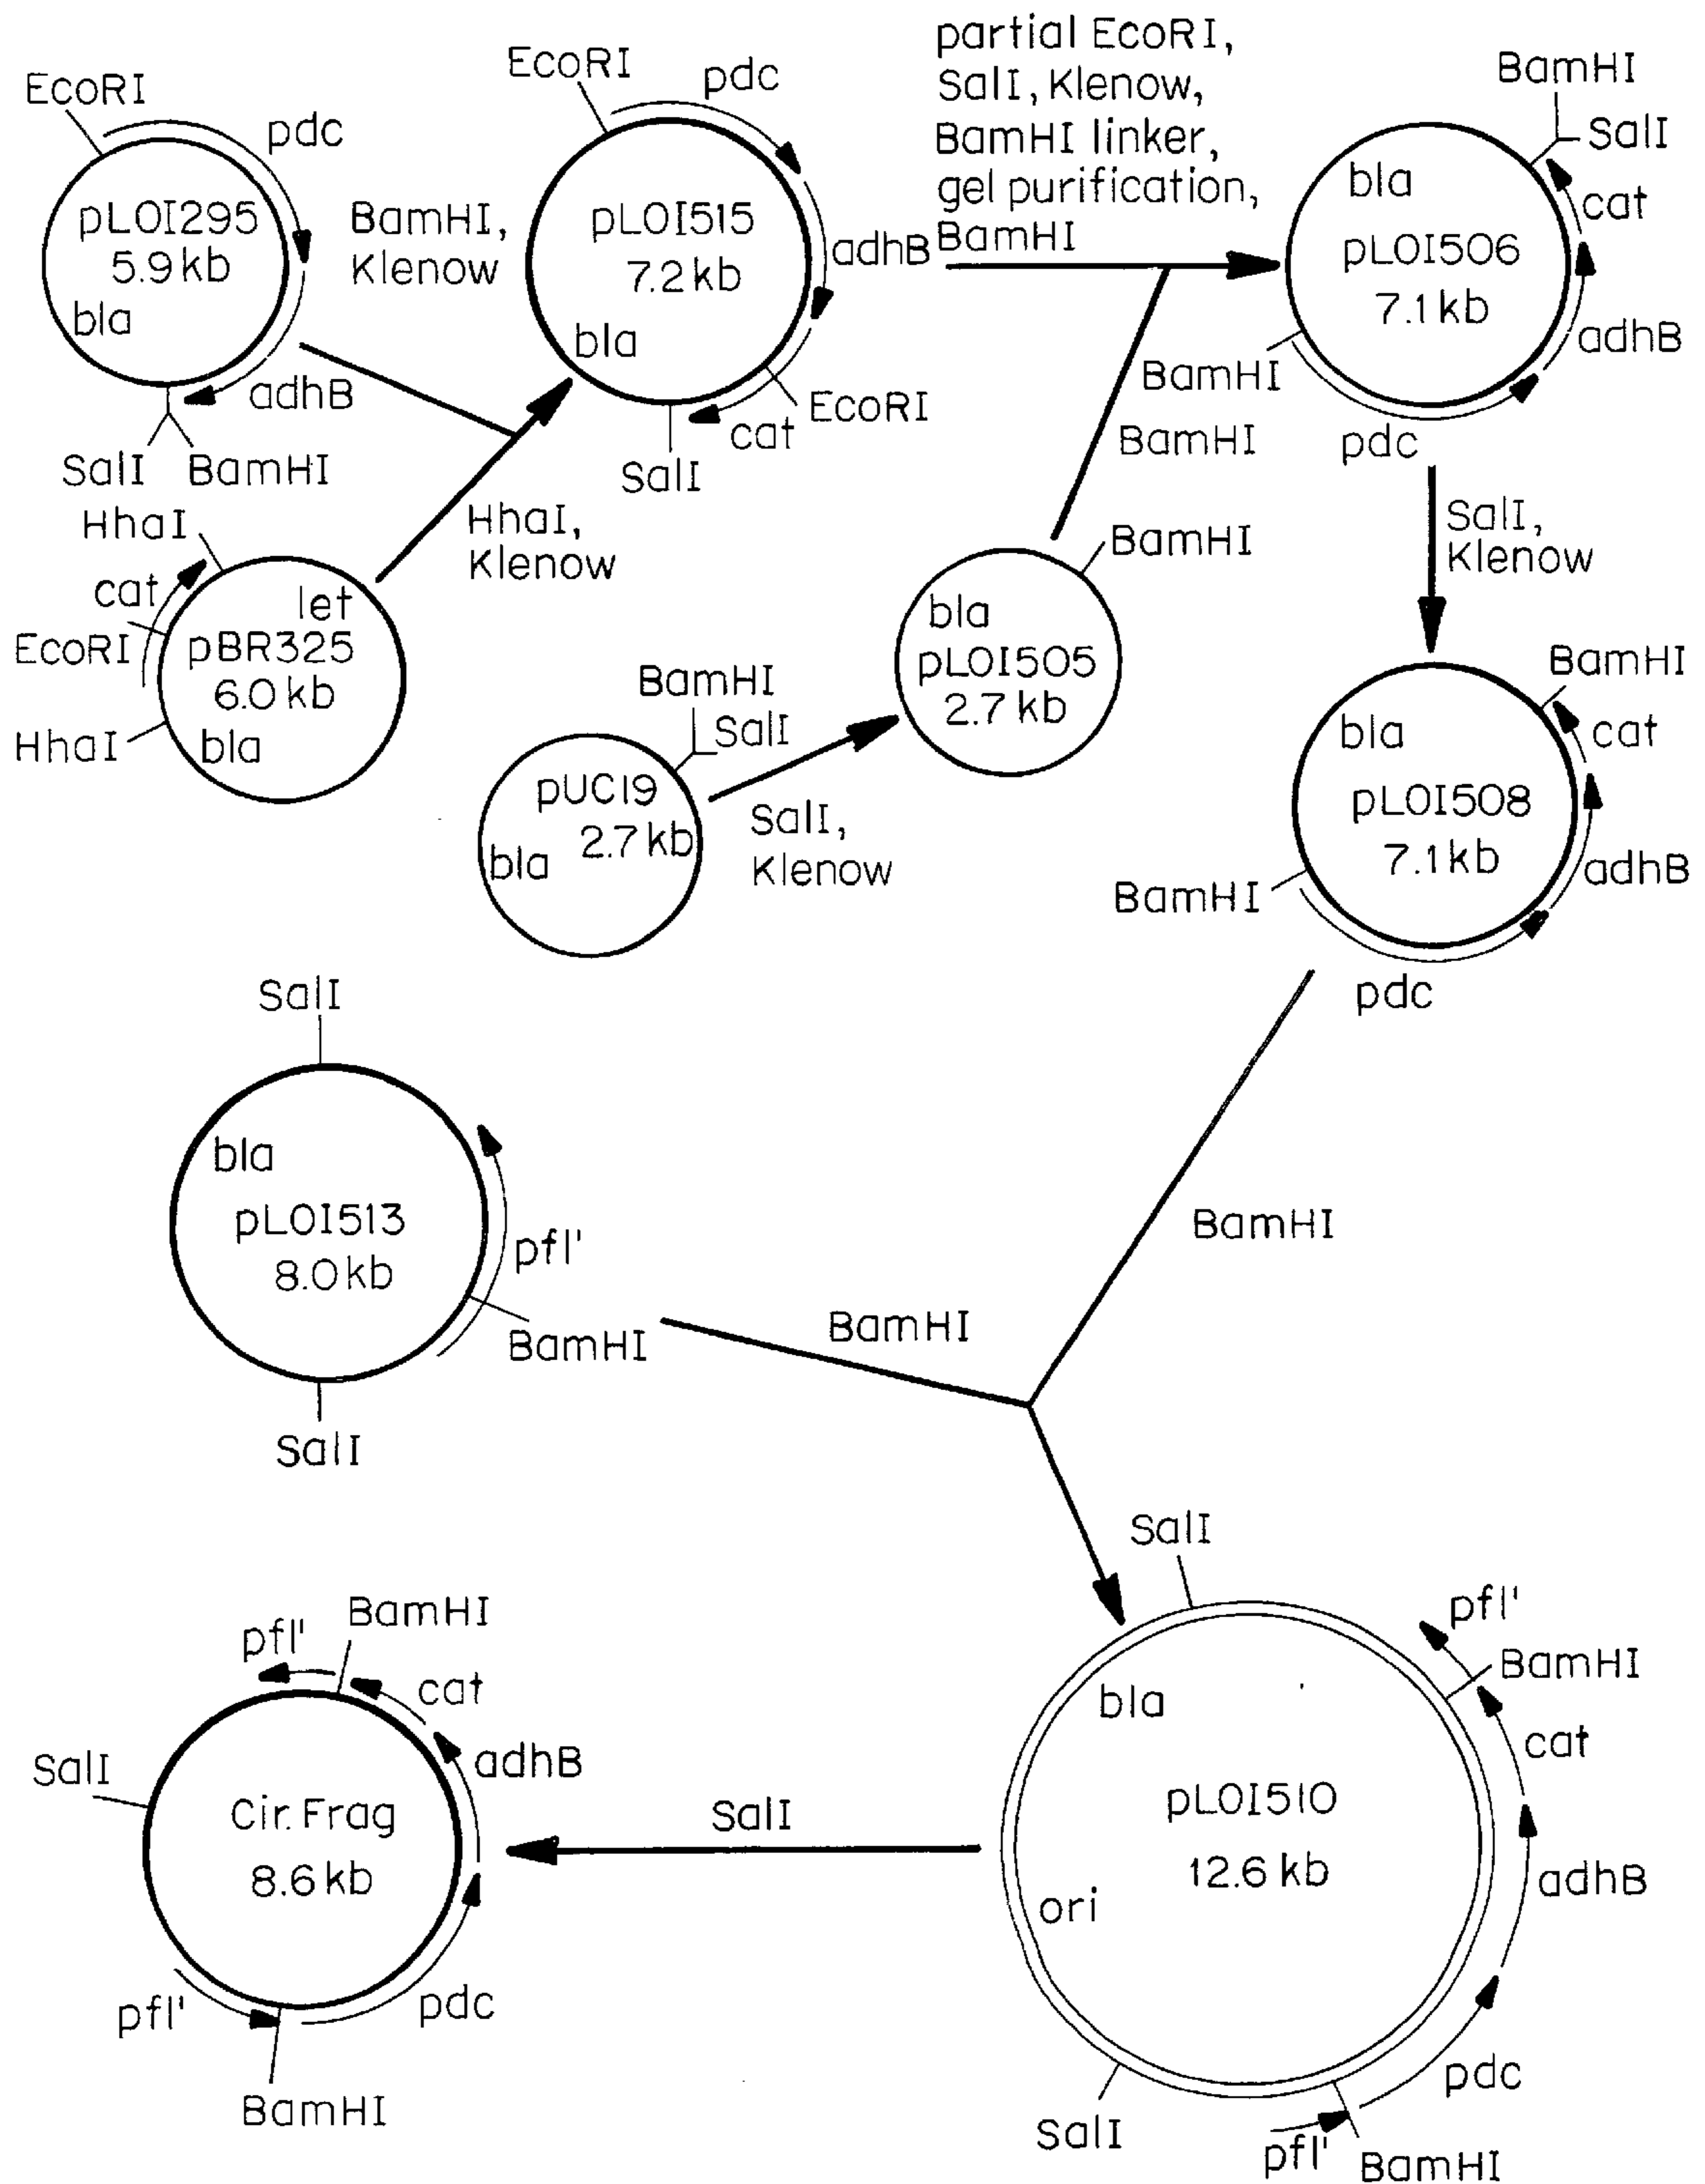 EcoRI
pdc
pLOI295
5.9 kb
bla
adhB
SalI
BamHI
BamHI,
Klenow
HhaI
cat
EcoRI
let
pBR325
6.0 kb
HhaI
bla
HhaI,
Klenow
EcoRI
pdc
pLOI515
7.2 kb
bla
adhB
EcoRI
cat
SalI
partial EcoRI,
SalI, Klenow,
BamHI linker,
gel purification,
BamHI
BamHI
SalI
bla
cat
pLOI506
7.1 kb
adhB
BamHI
pdc
BamHI
BamHI
bla
pLOI505
2.7 kb
BamHI
SalI
pUC19
2.7 kb
bla
SalI,
Klenow
SalI,
Klenow
BamHI
bla
cat
pLOI508
7.1 kb
adhB
BamHI
pdc
SalI
bla
pLOI513
8.0 kb
pfl'
BamHI
SalI
BamHI
BamHI
SalI
pfl'
BamHI
bla
cat
pLOI510
12.6 kb
adhB
ori
pdc
SalI
pfl'
BamHI
SalI
pfl'
BamHI
cat
adhB
SalI
Cir. Frag
8.6 kb
pfl'
pdc
BamHI